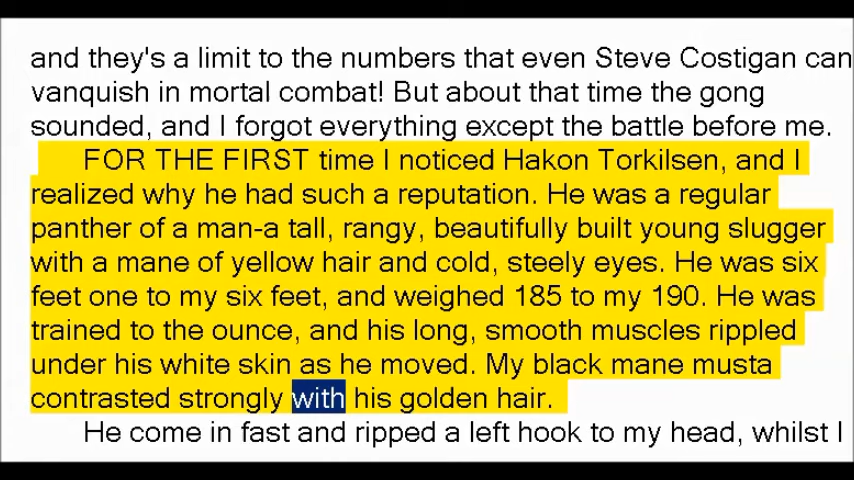 and they's a limit to the numbers that even Steve Costigan can
vanquish in mortal combat! But about that time the gong
sounded, and I forgot everything except the battle before me.
FOR THE FIRST time I noticed Hakon Torkilsen, and I
realized why he had such a reputation. He was a regular
panther of a man-a tall, rangy, beautifully built young slugger
with a mane of yellow hair and cold, steely eyes. He was six
feet one to my six feet, and weighed 185 to my 190. He was
trained to the ounce, and his long, smooth muscles rippled
under his white skin as he moved. My black mane musta
contrasted strongly with his golden hair.
He come in fast and ripped a left hook to my head, whilst I